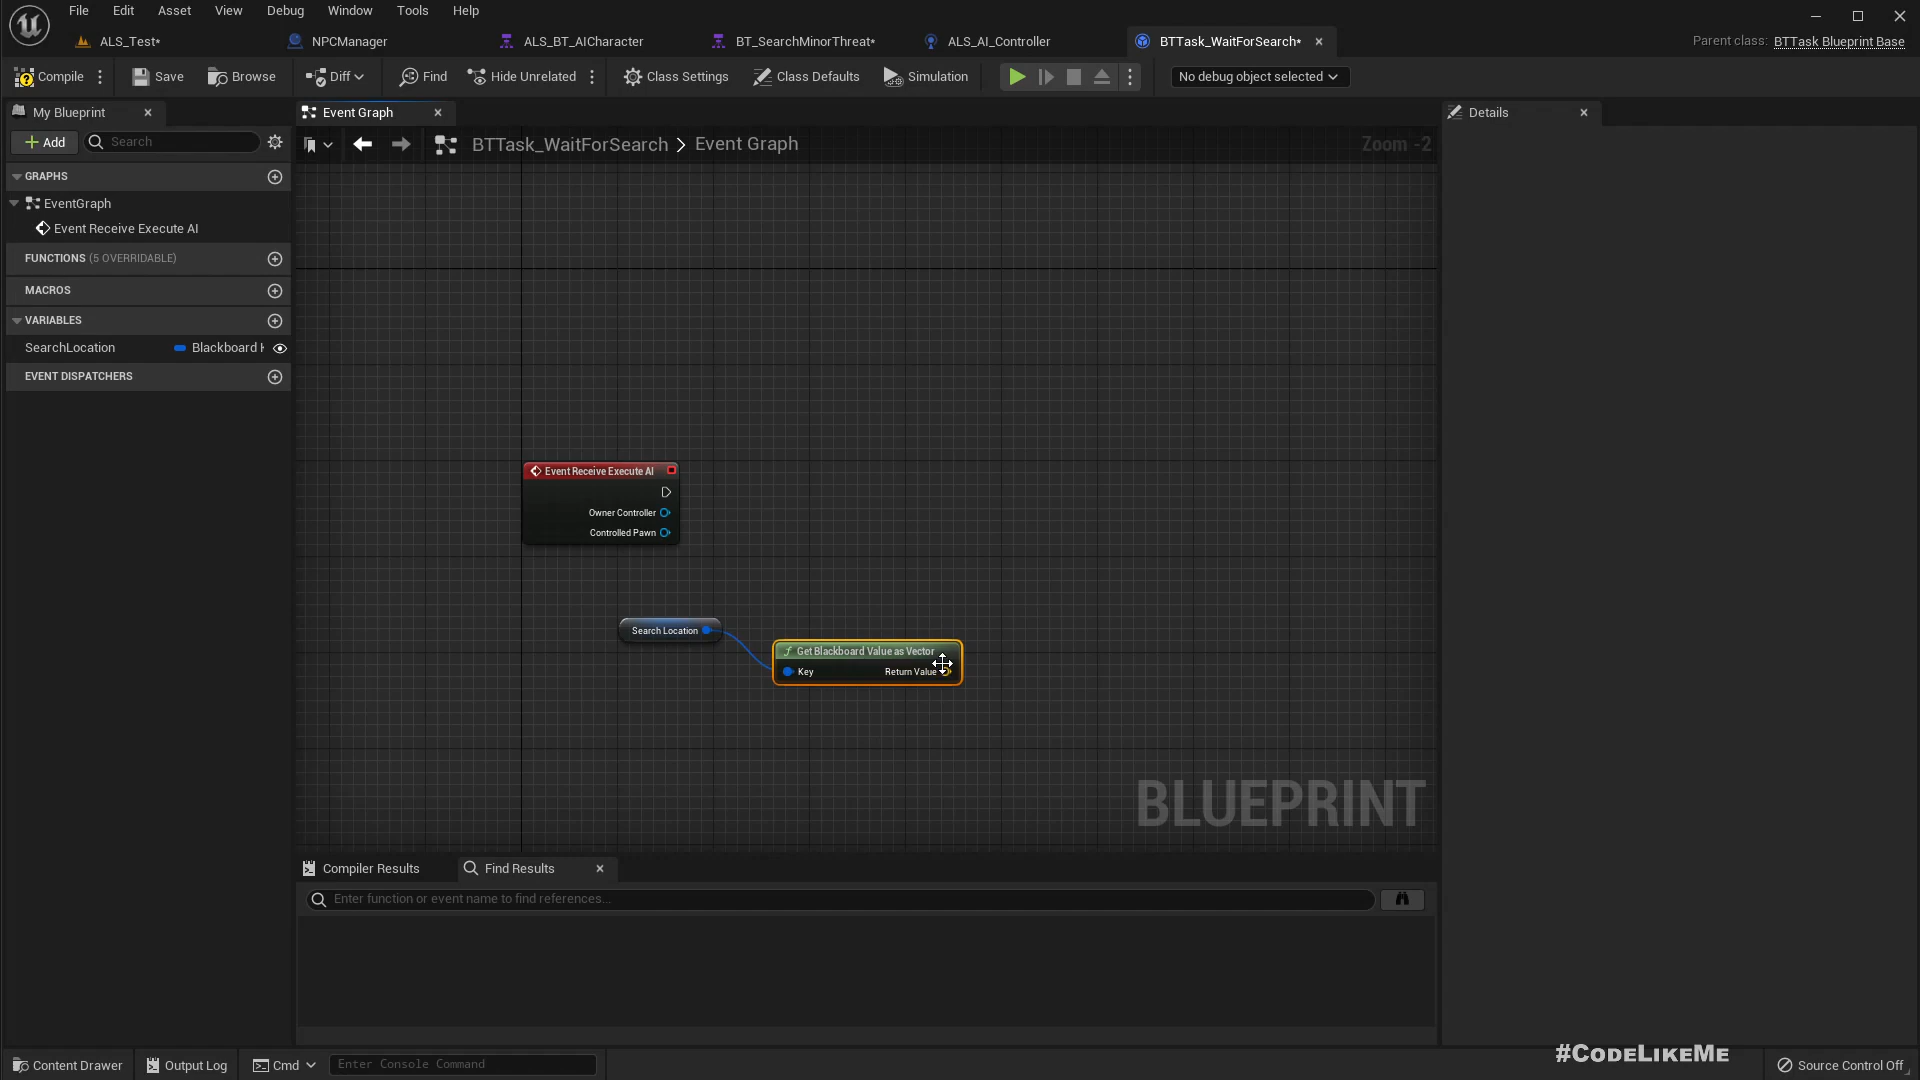 File Edit Asset View Debug Window Tools Help
ALS_Test* NPCManager ALS_BT_AICharacter BT_SearchMinorThreat* ALS_AI_Controller BTTask_WaitForSearch* Parent class: BTTask Blueprint Base
Compile Save Browse Diff Find Hide Unrelated Class Settings Class Defaults Simulation No debug object selected
My Blueprint Event Graph Details
Add Search BTTask_WaitForSearch > Event Graph Zoom -2
GRAPHS
EventGraph
Event Receive Execute AI
FUNCTIONS (5 OVERRIDABLE)
MACROS
VARIABLES
SearchLocation Blackboard
EVENT DISPATCHERS
Event Receive Execute AI
Owner Controller
Controlled Pawn
Search Location
Get Blackboard Value as Vector
Key Return Value
BLUEPRINT
Compiler Results Find Results
Enter function or event name to find references...
#CodeLikeMe
Content Drawer Output Log Cmd Enter Console Command Source Control Off